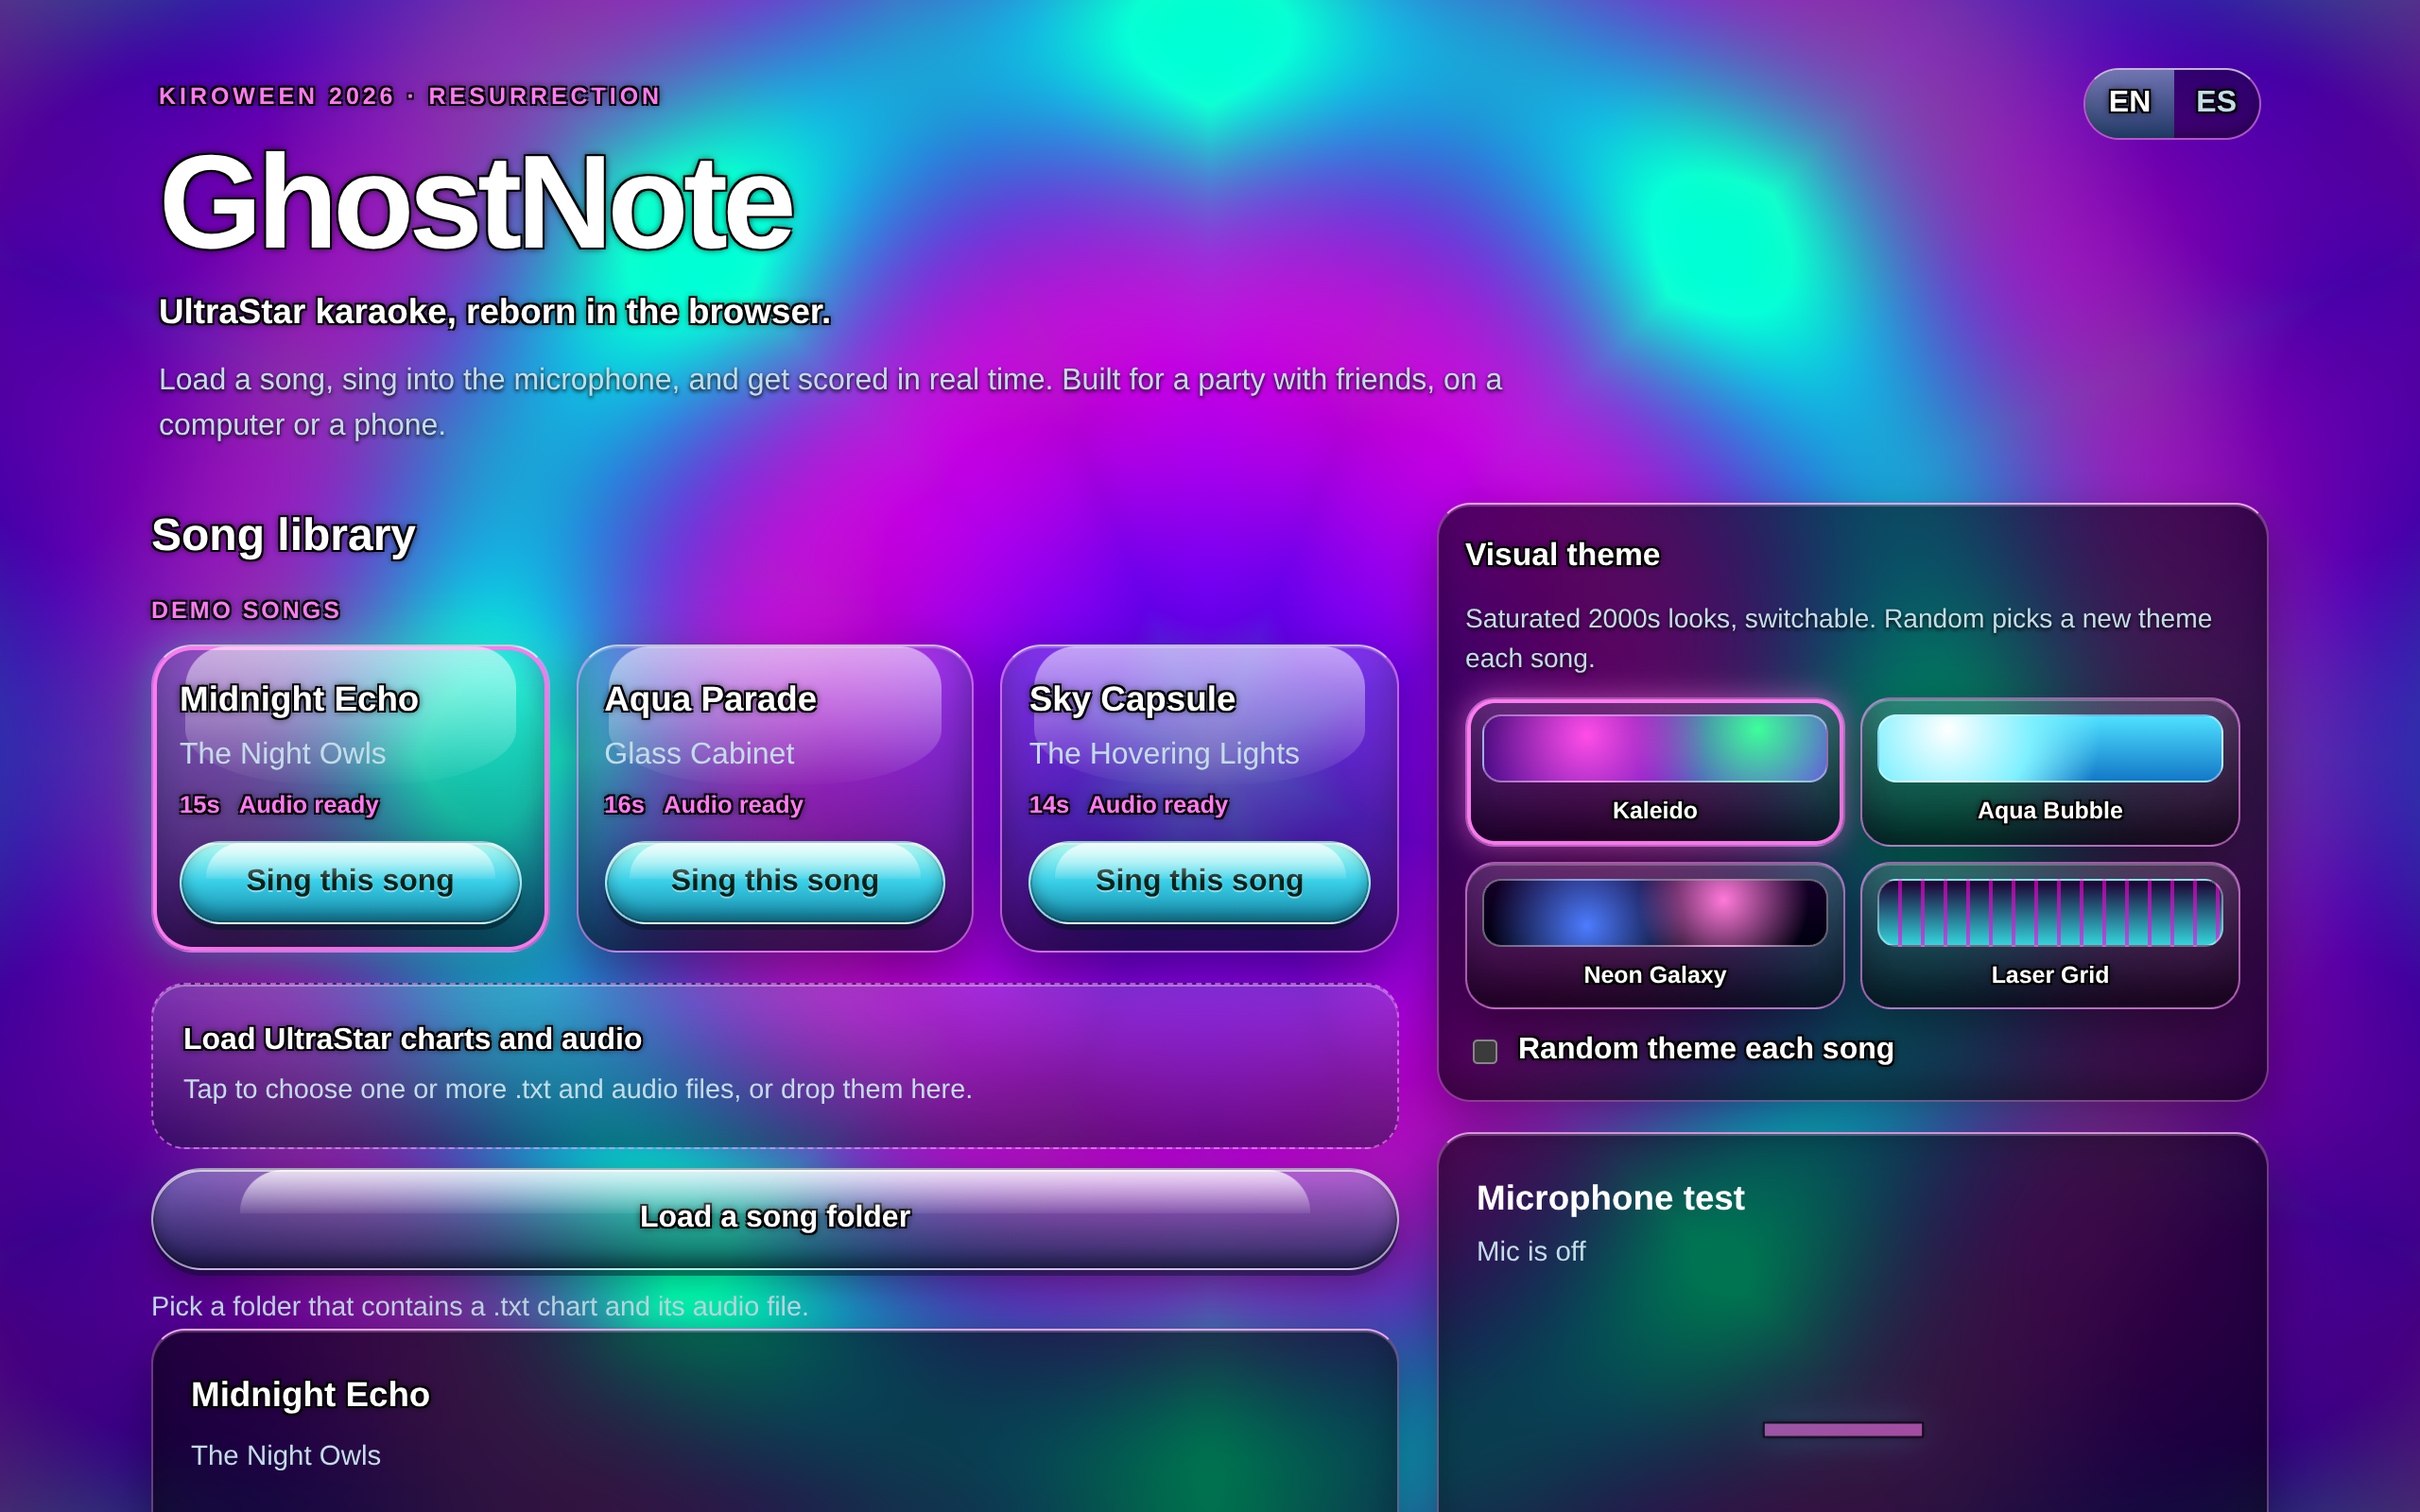 KIROWEEN 2026 · RESURRECTION
EN ES
GhostNote
UltraStar karaoke, reborn in the browser.
Load a song, sing into the microphone, and get scored in real time. Built for a party with friends, on a
computer or a phone.
Song library
DEMO SONGS
Midnight Echo
The Night Owls
15s Audio ready
Sing this song
Aqua Parade
Glass Cabinet
16s Audio ready
Sing this song
Sky Capsule
The Hovering Lights
14s Audio ready
Sing this song
Load UltraStar charts and audio
Tap to choose one or more .txt and audio files, or drop them here.
Load a song folder
Pick a folder that contains a .txt chart and its audio file.
Midnight Echo
The Night Owls
Visual theme
Saturated 2000s looks, switchable. Random picks a new theme
each song.
Kaleido
Aqua Bubble
Neon Galaxy
Laser Grid
Random theme each song
Microphone test
Mic is off